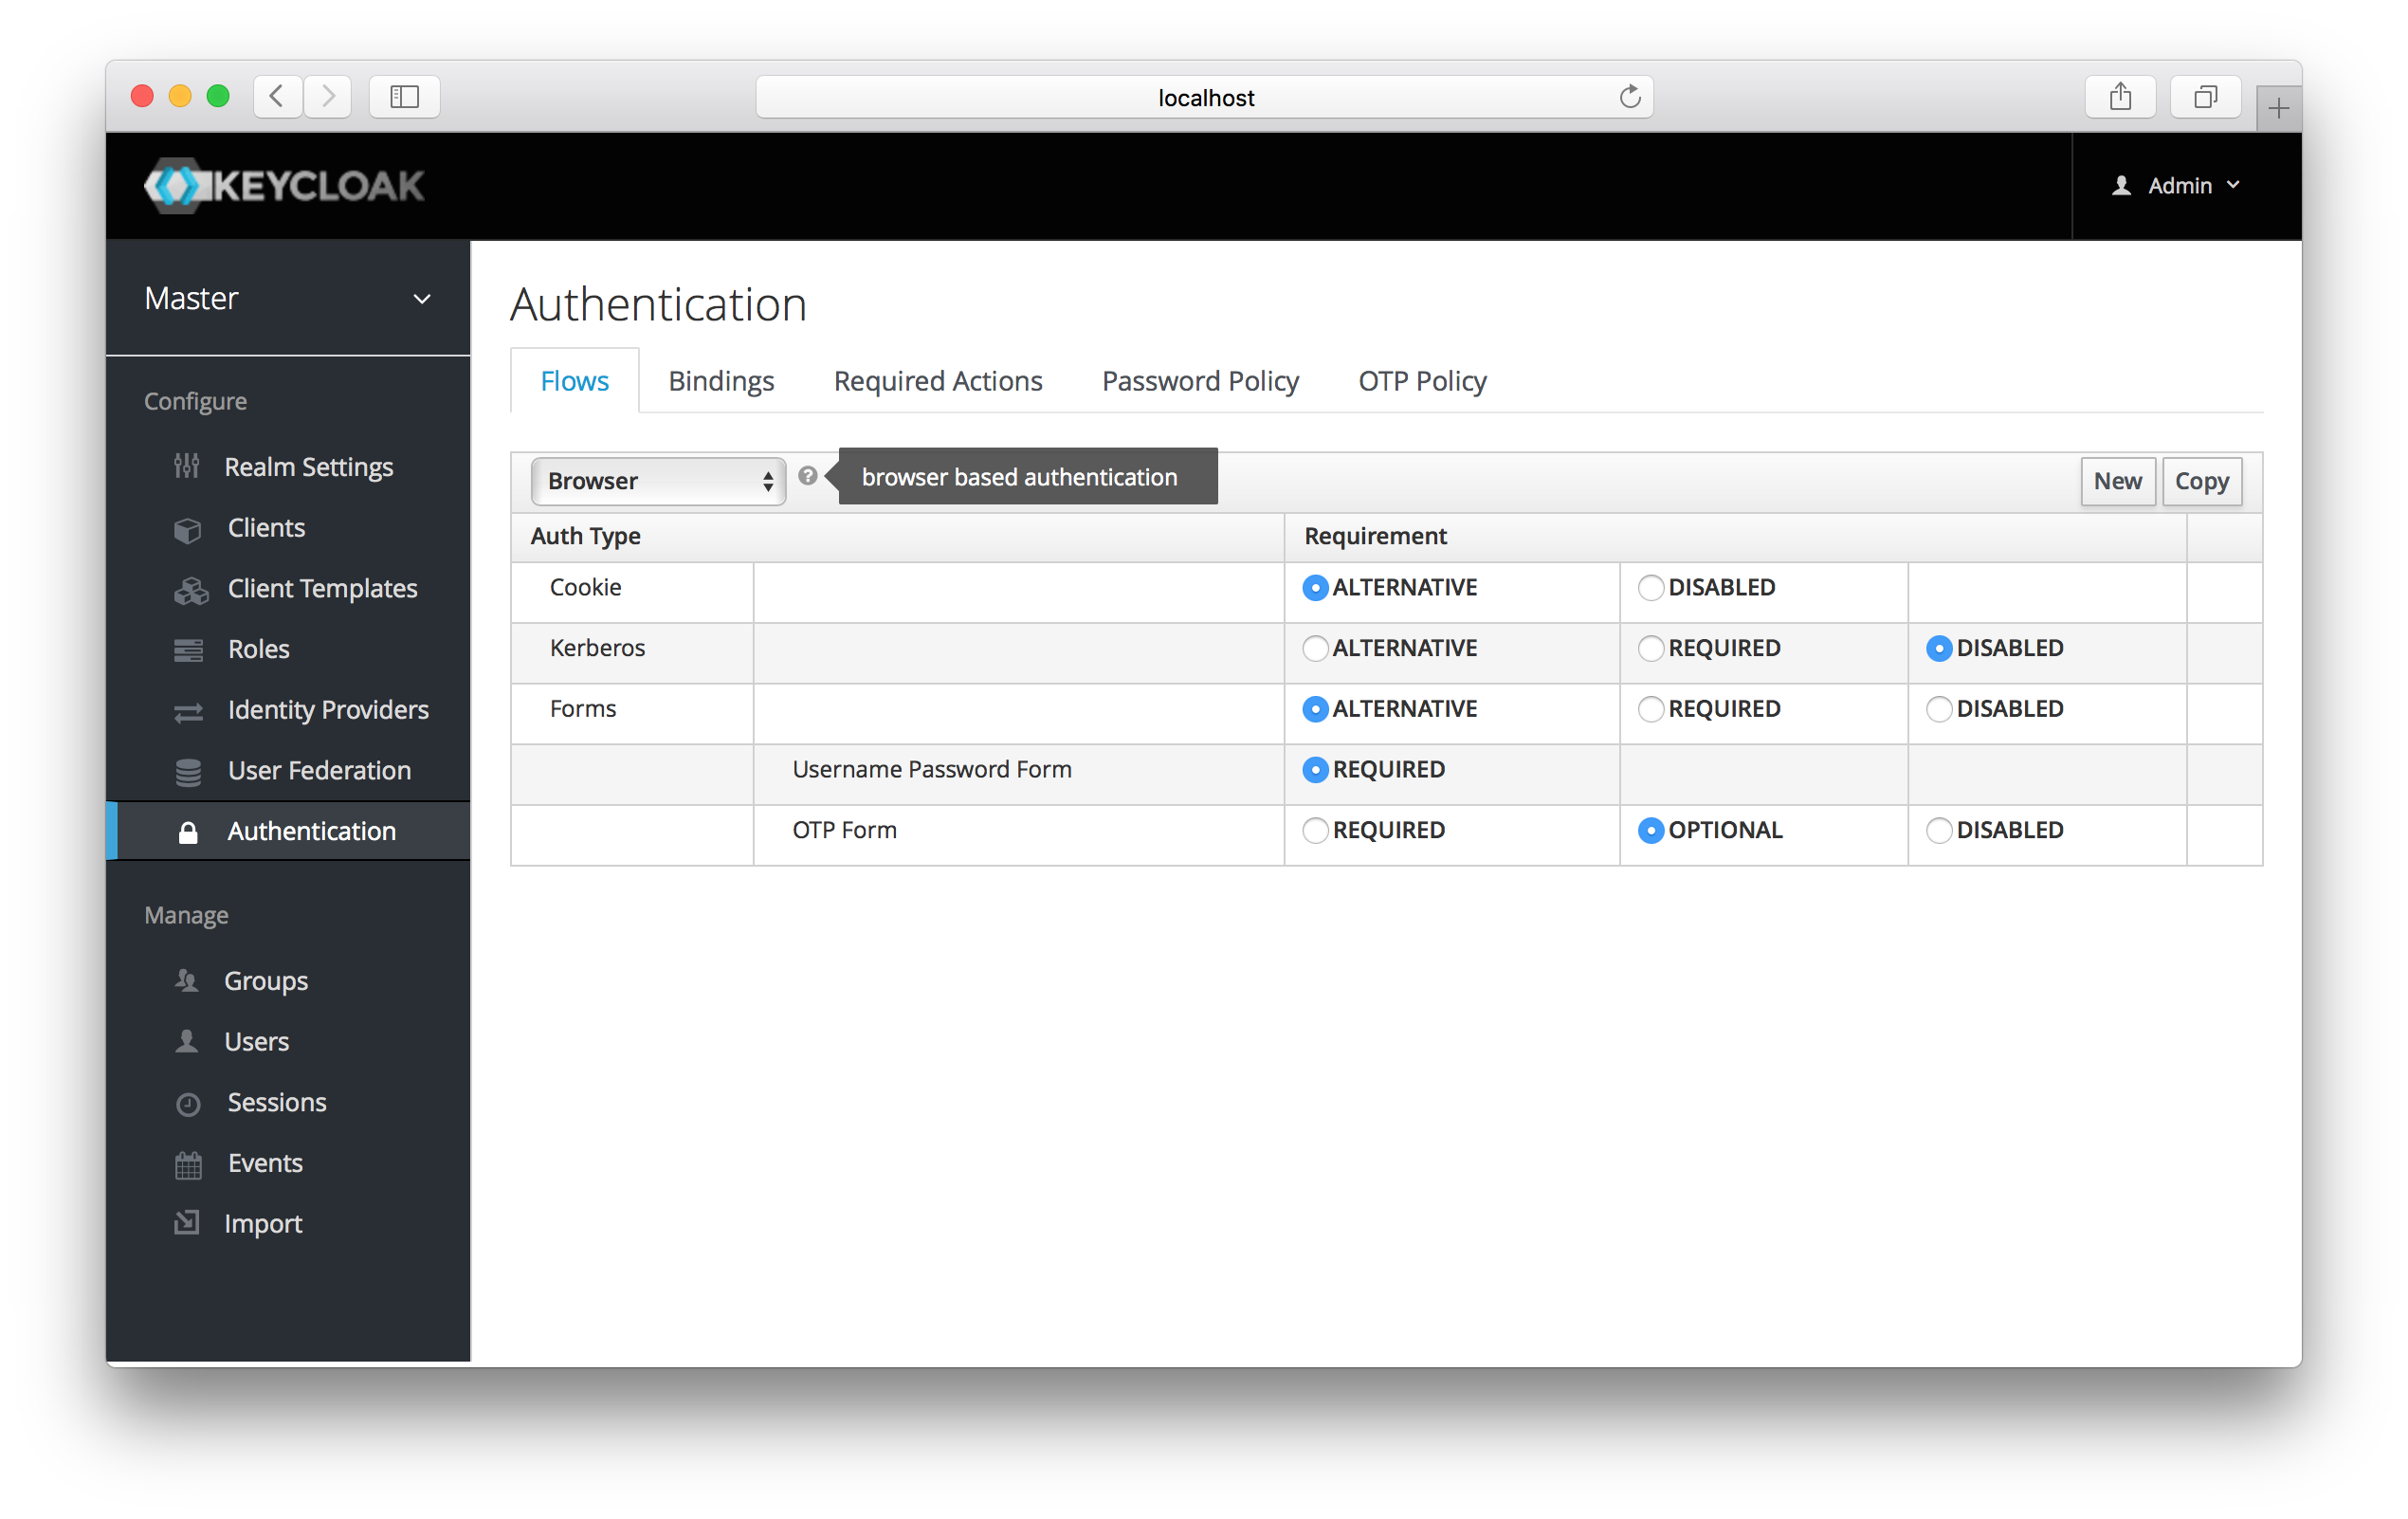 localhost
KEYCLOAK
Admin
Master
Configure
Realm Settings
Clients
Client Templates
Roles
Identity Providers
User Federation
Authentication
Manage
Groups
Users
Sessions
Events
Import
Authentication
Flows Bindings Required Actions Password Policy OTP Policy
Browser ? browser based authentication New Copy
Auth Type Requirement
Cookie ALTERNATIVE DISABLED
Kerberos ALTERNATIVE REQUIRED DISABLED
Forms ALTERNATIVE REQUIRED DISABLED
Username Password Form REQUIRED
OTP Form REQUIRED OPTIONAL DISABLED